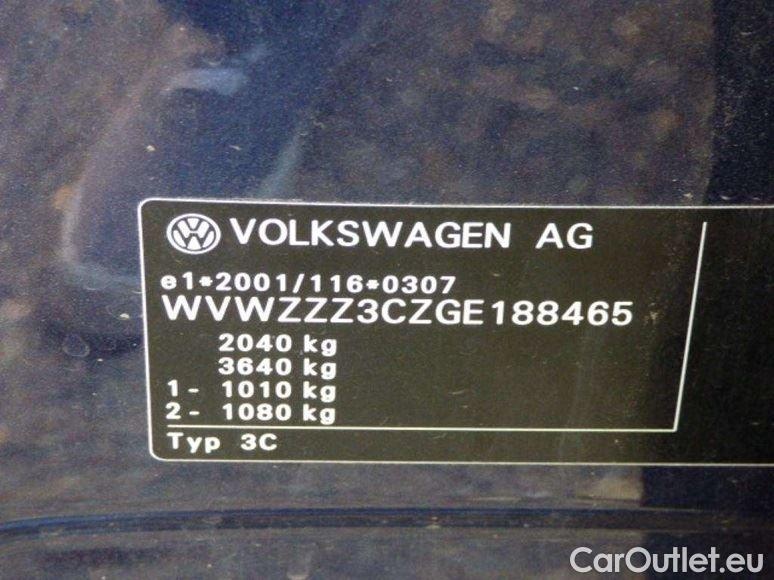 VOLKSWAGEN AG
e1*2001/116*0307
WVWZZZ3CZGE188465
2040 kg
3640 kg
1- 1010 kg
2- 1080 kg
Typ 3C
CarOutlet.eu